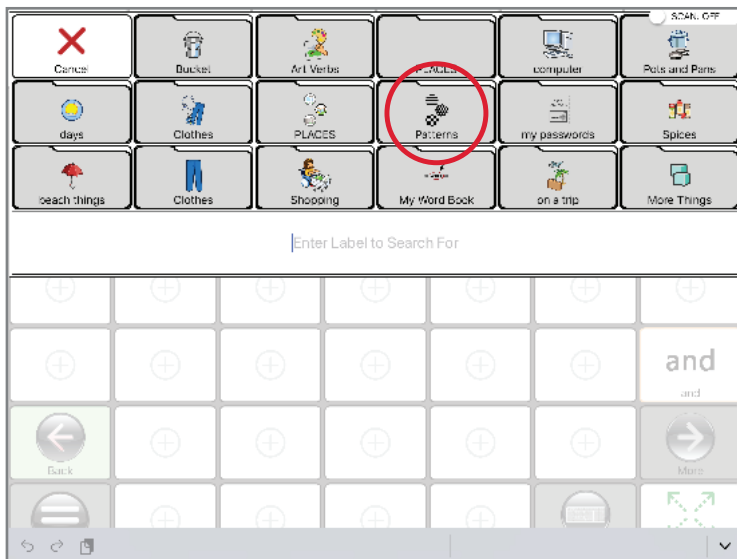 SCAN: OFF
Cancel Bucket Art Verbs PLACES computer Pots and Pans
days Clothes PLACES Patterns my passwords Spices
beach things Clothes Shopping My Word Book on a trip More Things
Enter Label to Search For
and
and
Back More